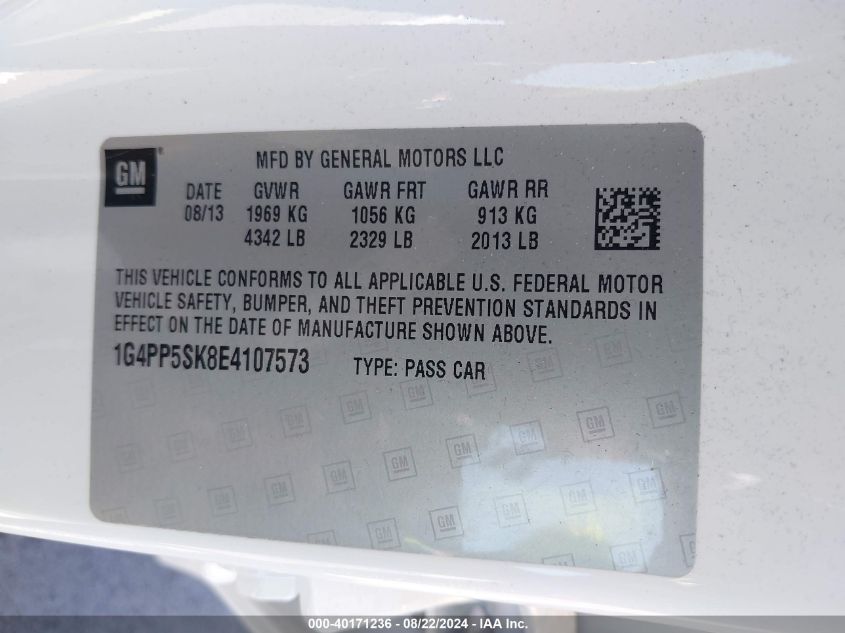 GM®
MFD BY GENERAL MOTORS LLC
DATE GVWR GAWR FRT GAWR RR
08/13 1969 KG 1056 KG 913 KG
4342 LB 2329 LB 2013 LB
THIS VEHICLE CONFORMS TO ALL APPLICABLE U.S. FEDERAL MOTOR
VEHICLE SAFETY, BUMPER, AND THEFT PREVENTION STANDARDS IN
EFFECT ON THE DATE OF MANUFACTURE SHOWN ABOVE.
1G4PP5SK8E4107573 TYPE: PASS CAR
000-40171236 - 08/22/2024 - IAA Inc.